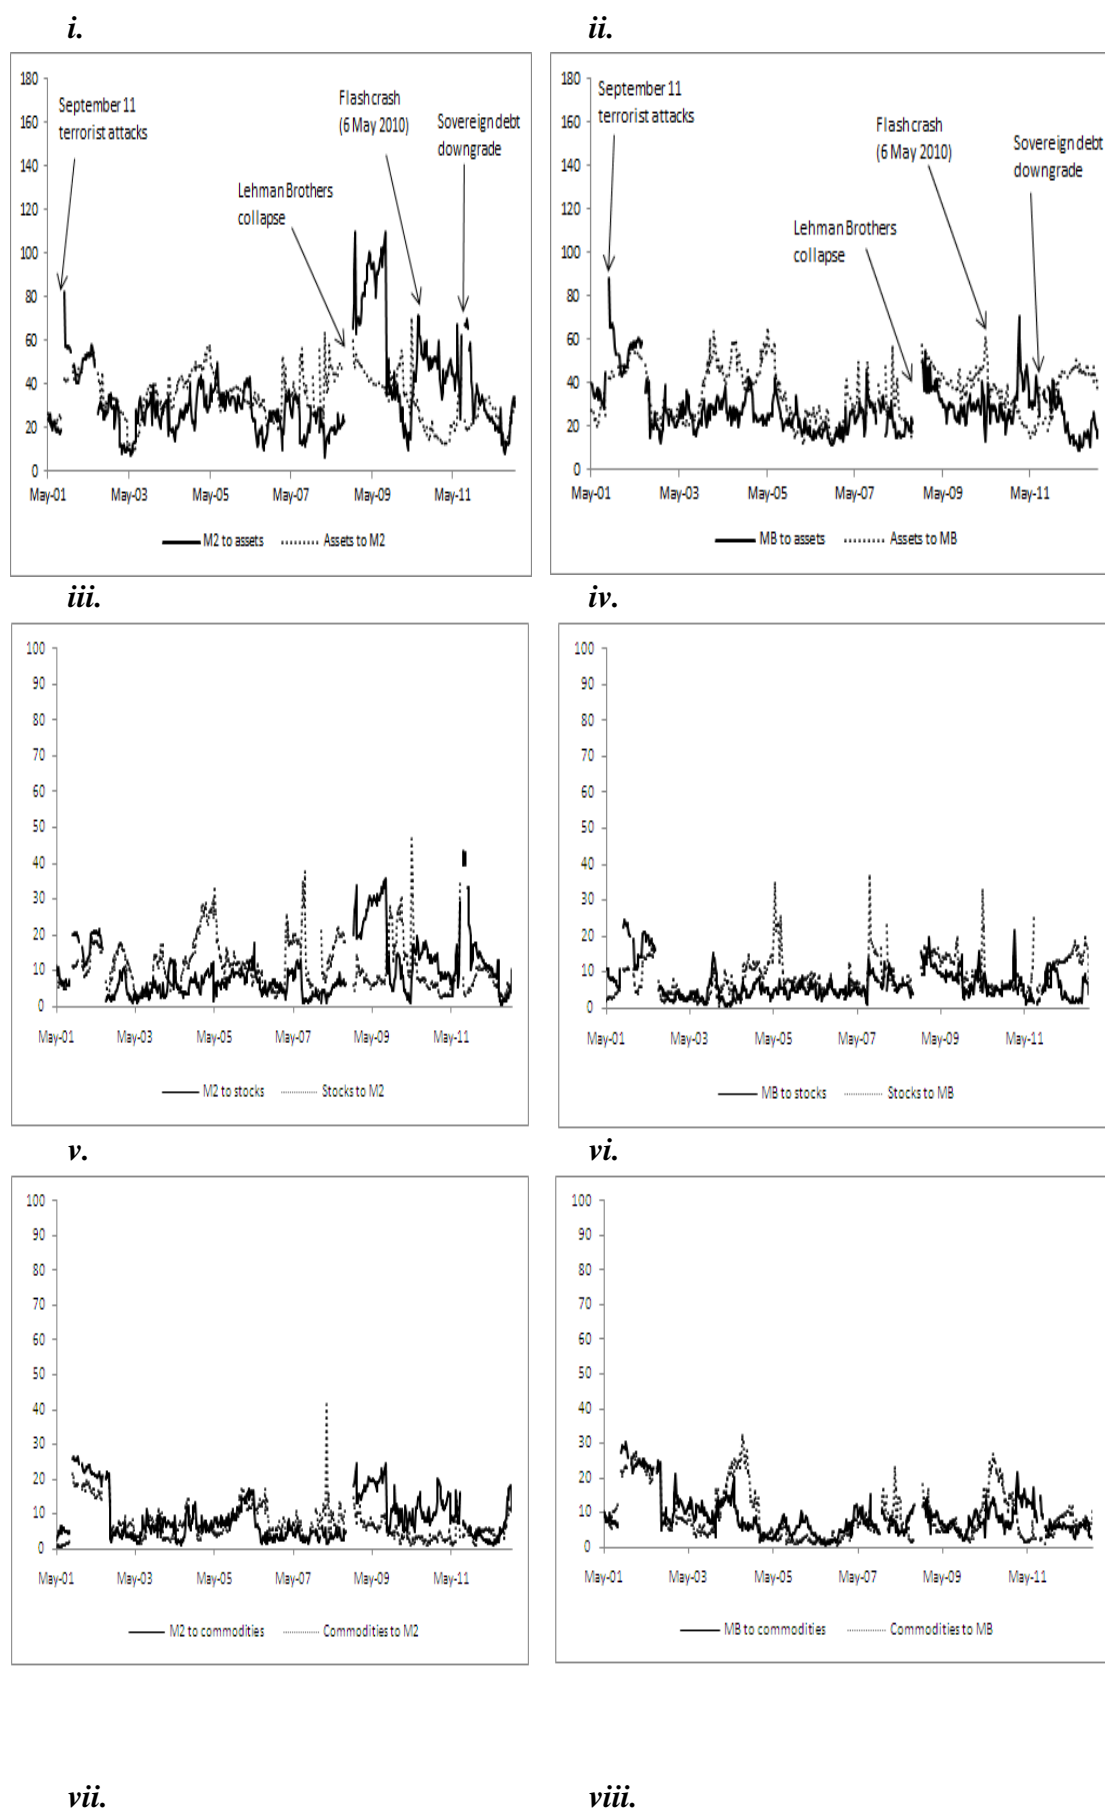 i.
180
160
140
120
100
80
60
40
20
0
September 11
terrorist attacks
Lehman Brothers
collapse
Flash crash
(6 May 2010)
Sovereign debt
downgrade
May-01 May-03 May-05 May-07 May-09 May-11
M2 to assets Assets to M2
ii.
180
160
140
120
100
80
60
40
20
0
September 11
terrorist attacks
Lehman Brothers
collapse
Flash crash
(6 May 2010)
Sovereign debt
downgrade
May-01 May-03 May-05 May-07 May-09 May-11
MB to assets Assets to MB
iii.
100
90
80
70
60
50
40
30
20
10
0
May-01 May-03 May-05 May-07 May-09 May-11
M2 to stocks Stocks to M2
iv.
100
90
80
70
60
50
40
30
20
10
0
May-01 May-03 May-05 May-07 May-09 May-11
MB to stocks Stocks to MB
v.
100
90
80
70
60
50
40
30
20
10
0
May-01 May-03 May-05 May-07 May-09 May-11
M2 to commodities Commodities to M2
vi.
100
90
80
70
60
50
40
30
20
10
0
May-01 May-03 May-05 May-07 May-09 May-11
MB to commodities Commodities to MB
vii.
viii.